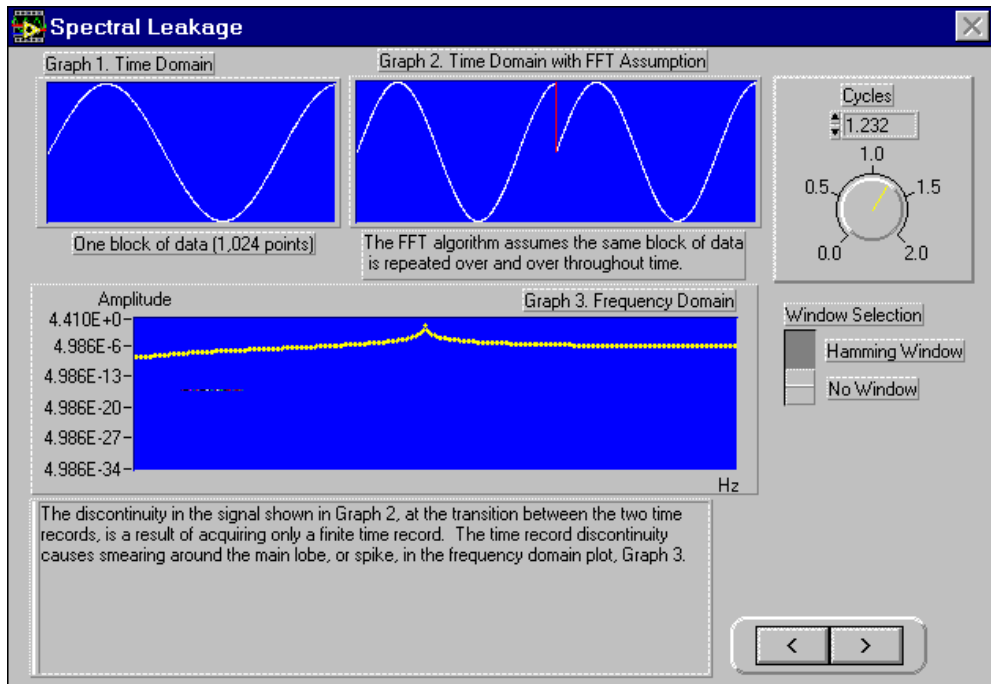 Spectral Leakage
Graph 1. Time Domain
Graph 2. Time Domain with FFT Assumption
One block of data (1,024 points)
The FFT algorithm assumes the same block of data
is repeated over and over throughout time.
Cycles
1.232
1.0
0.5
1.5
0.0
2.0
Amplitude
Graph 3. Frequency Domain
4.410E+0
4.986E-6
4.986E-13
4.986E-20
4.986E-27
4.986E-34
Hz
Window Selection
Hamming Window
No Window
The discontinuity in the signal shown in Graph 2, at the transition between the two time
records, is a result of acquiring only a finite time record.  The time record discontinuity
causes smearing around the main lobe, or spike, in the frequency domain plot, Graph 3.
< >